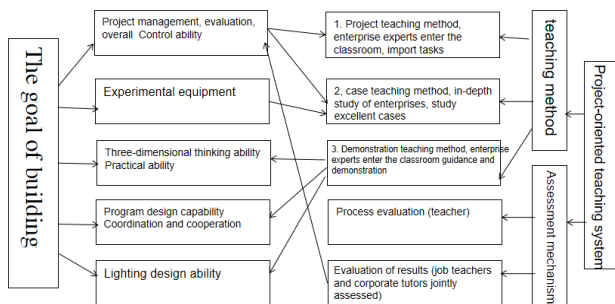 The goal of building
Project management, evaluation,
overall Control ability
Experimental equipment
Three-dimensional thinking ability
Practical ability
Program design capability
Coordination and cooperation
Lighting design ability
1. Project teaching method,
enterprise experts enter the
classroom, import tasks
2, case teaching method, in-depth
study of enterprises, study
excellent cases
3. Demonstration teaching method, enterprise
experts enter the classroom guidance and
demonstration
Process evaluation (teacher)
Evaluation of results (job teachers
and corporate tutors jointly
assessed)
teaching method
Assessment mechanism
Project-oriented teaching system